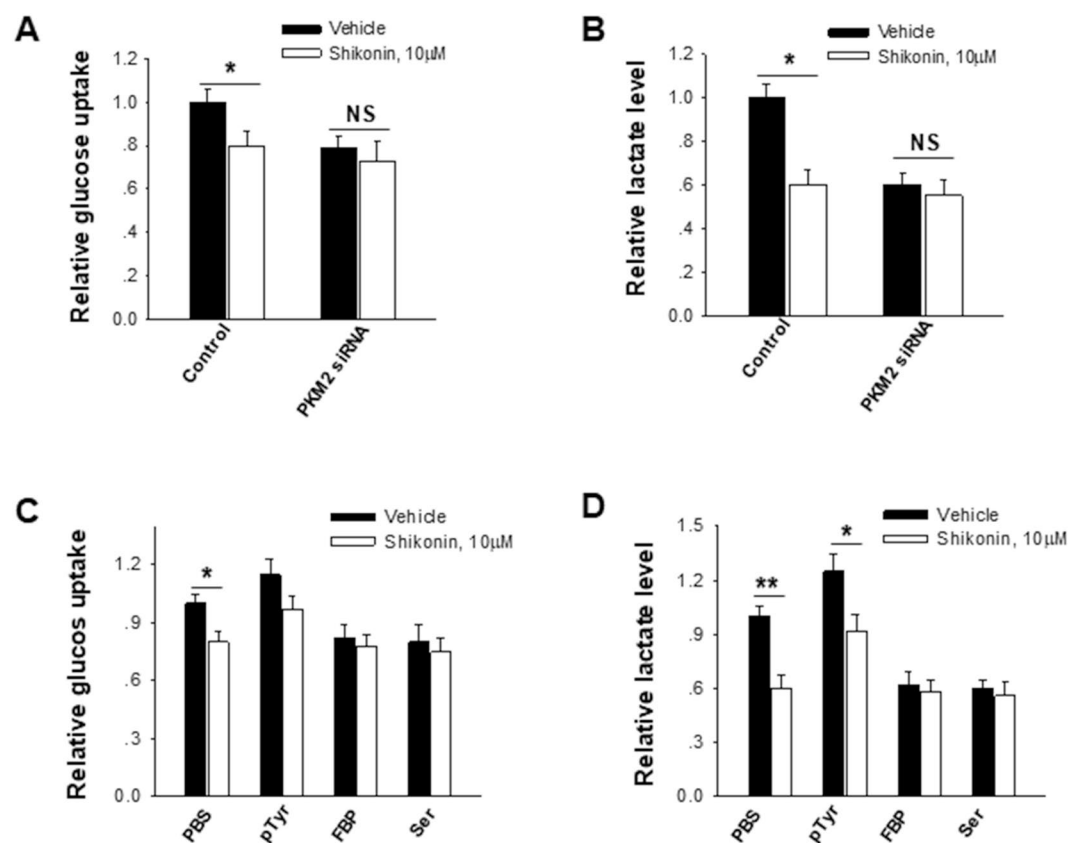 A
Vehicle
Shikonin, 10μM
Relative glucose uptake
1.2
1.0
.8
.6
.4
.2
0.0
*
NS
Control
PKM2 siRNA
B
Vehicle
Shikonin, 10μM
Relative lactate level
1.2
1.0
.8
.6
.4
.2
0.0
*
NS
Control
PKM2 siRNA
C
Vehicle
Shikonin, 10μM
Relative glucos uptake
1.2
.9
.6
.3
0.0
*
PBS
pTyr
FBP
Ser
D
Vehicle
Shikonin, 10μM
Relative lactate level
1.5
1.2
.9
.6
.3
0.0
**
*
PBS
pTyr
FBP
Ser